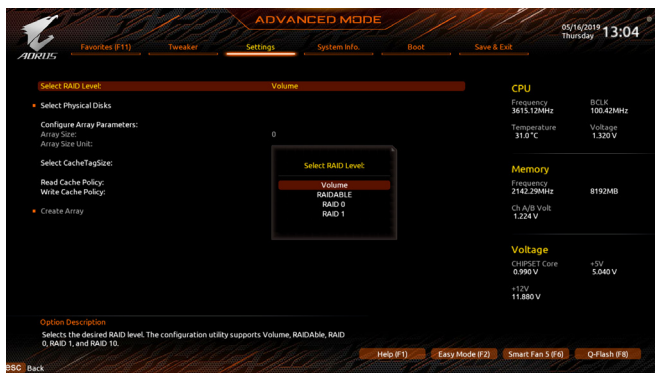 ADVANCED MODE
05/16/2019 13:04
Thursday
AORUS
Favorites (F11) Tweaker Settings System Info. Boot Save & Exit
Select RAID Level: Volume
Select Physical Disks
Configure Array Parameters:
Array Size: 0
Array Size Unit:
Select CacheTagSize:
Read Cache Policy:
Write Cache Policy:
Create Array
Select RAID Level:
Volume
RAIDABLE
RAID 0
RAID 1
CPU
Frequency BCLK
3615.12MHz 100.42MHz
Temperature Voltage
31.0 °C 1.320 V
Memory
Frequency
2142.29MHz 8192MB
Ch A/B Volt
1.224 V
Voltage
CHIPSET Core +5V
0.990 V 5.040 V
+12V
11.880 V
Option Description
Selects the desired RAID level. The configuration utility supports Volume, RAIDAble, RAID
0, RAID 1, and RAID 10.
Help (F1) Easy Mode (F2) Smart Fan 5 (F6) Q-Flash (F8)
esc Back